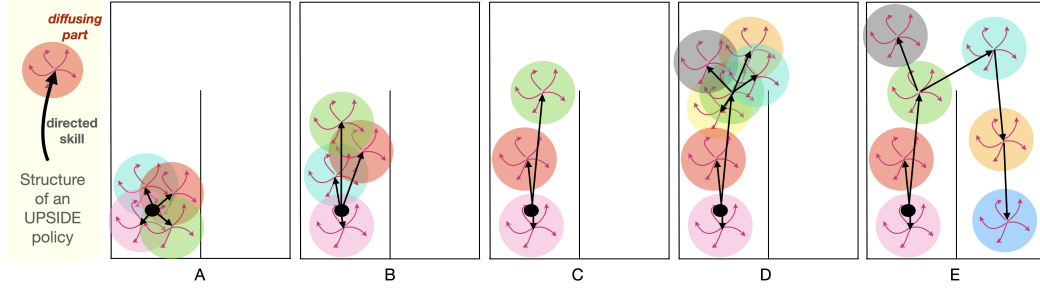 diffusing
part
directed
skill
Structure
of an
UPSIDE
policy
A
B
C
D
E